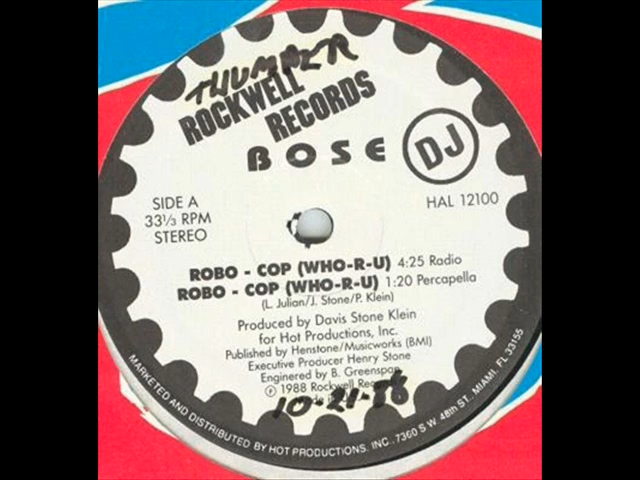 THUMPER
ROCKWELL
RECORDS
BOSE
DJ
SIDE A
33⅓ RPM
STEREO
HAL 12100
ROBO - COP (WHO-R-U) 4:25 Radio
ROBO - COP (WHO-R-U) 1:20 Percapella
(L. Julian/J. Stone/P. Klein)
Produced by Davis Stone Klein
for Hot Productions, Inc.
Published by Henstone/Musicworks (BMI)
Executive Producer Henry Stone
Enginered by B. Greenspan
℗ 1988 Rockwell Records
Made in
10-21-88
MARKETED AND DISTRIBUTED BY HOT PRODUCTIONS, INC., 7360 S W. 48th ST. MIAMI, FL 33155